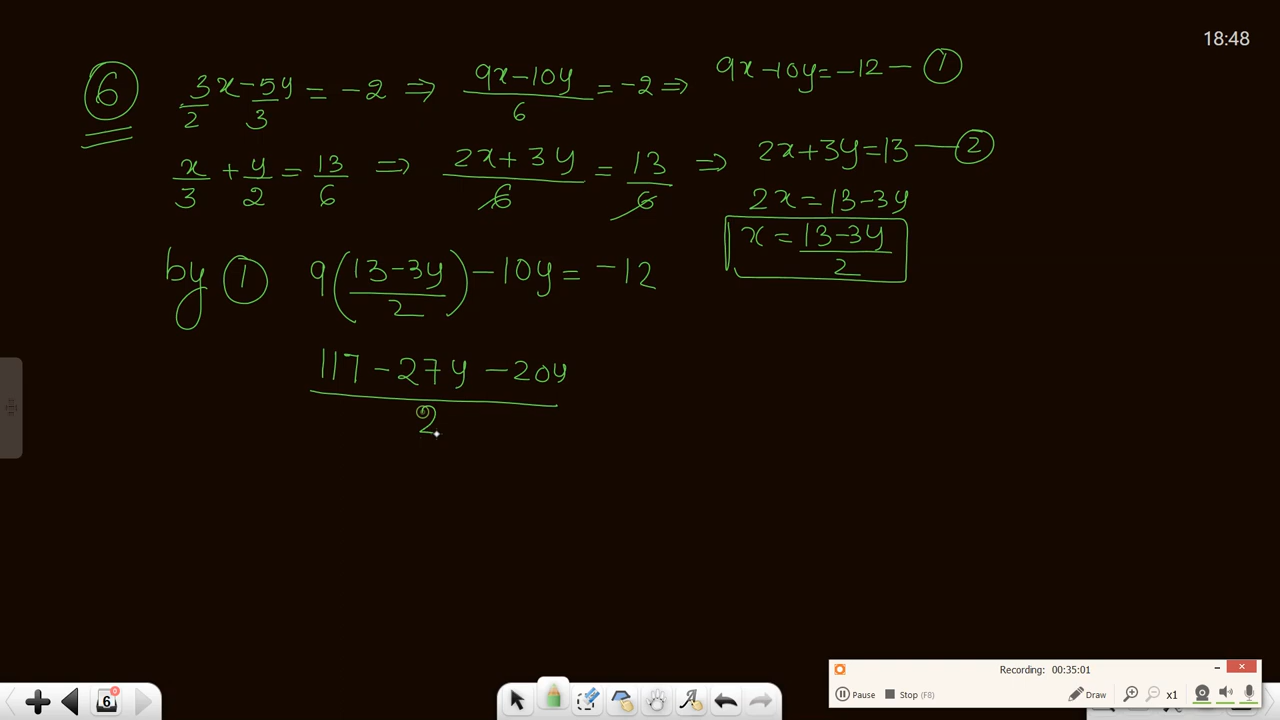 18:48
⑥ 3/2 x - 5y/3 = -2 ⇒ (9x-10y)/6 = -2 ⇒ 9x-10y=-12 — ①
x/3 + y/2 = 13/6 ⇒ (2x+3y)/6 = 13/6 ⇒ 2x+3y=13 — ②
2x=13-3y
x = (13-3y)/2
by ① 9((13-3y)/2) - 10y = -12
(117-27y-20y)/2
Recording: 00:35:01
Pause Stop (F8) Draw x1
6 0